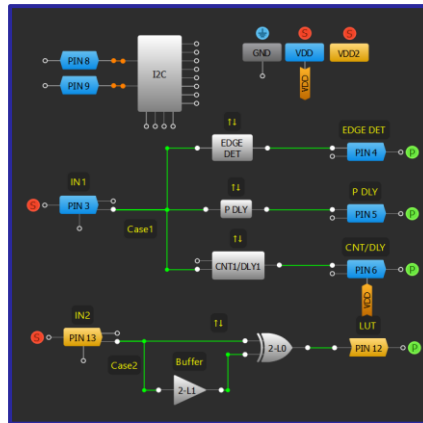 GND
VDD
VDD2
VDD
PIN 8
PIN 9
I2C
EDGE DET
EDGE
DET
PIN 4
P
IN1
P DLY
S
PIN 3
P DLY
PIN 5
P
Case1
CNT/DLY
CNT1/DLY1
PIN 6
P
VDD
IN2
LUT
S
PIN 13
2-L0
PIN 12
P
Case2
Buffer
2-L1
S
S